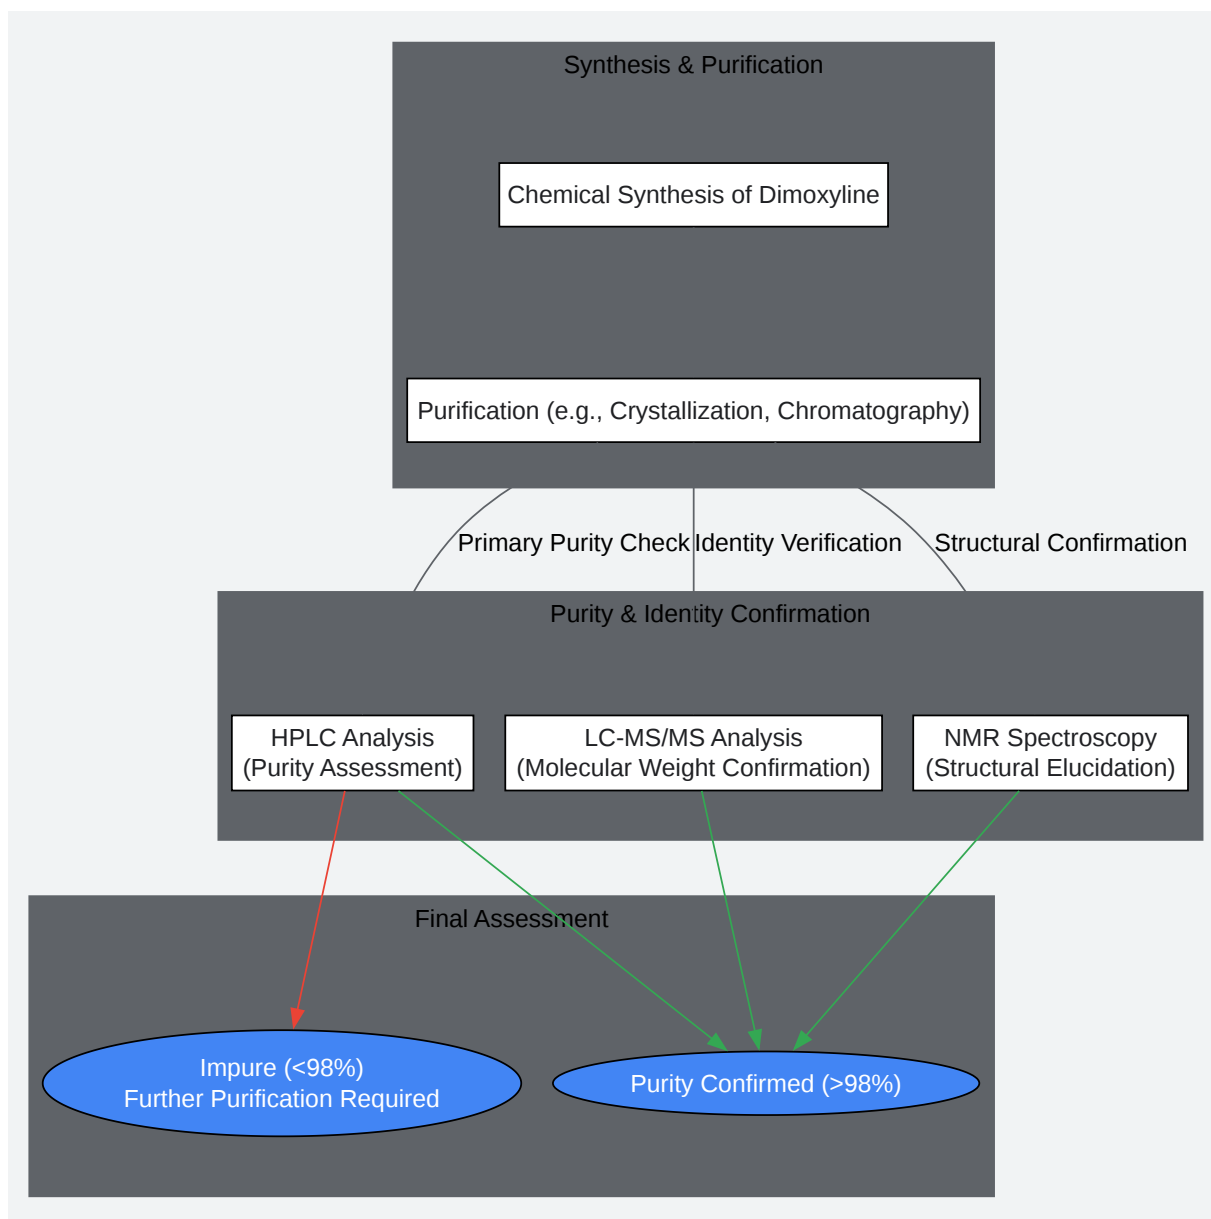 Synthesis & Purification
Chemical Synthesis of Dimoxyline
Purification (e.g., Crystallization, Chromatography)
Primary Purity Check
Identity Verification
Structural Confirmation
Purity & Identity Confirmation
HPLC Analysis
(Purity Assessment)
LC-MS/MS Analysis
(Molecular Weight Confirmation)
NMR Spectroscopy
(Structural Elucidation)
Final Assessment
Impure (<98%)
Further Purification Required
Purity Confirmed (>98%)